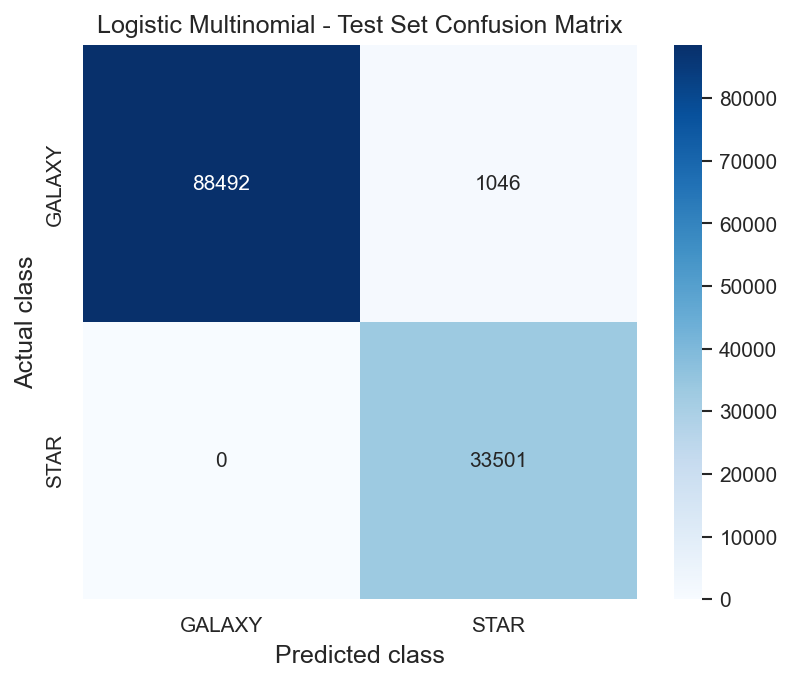 Logistic Multinomial - Test Set Confusion Matrix
Actual class
GALAXY
STAR
88492
1046
0
33501
GALAXY
STAR
Predicted class
80000
70000
60000
50000
40000
30000
20000
10000
0